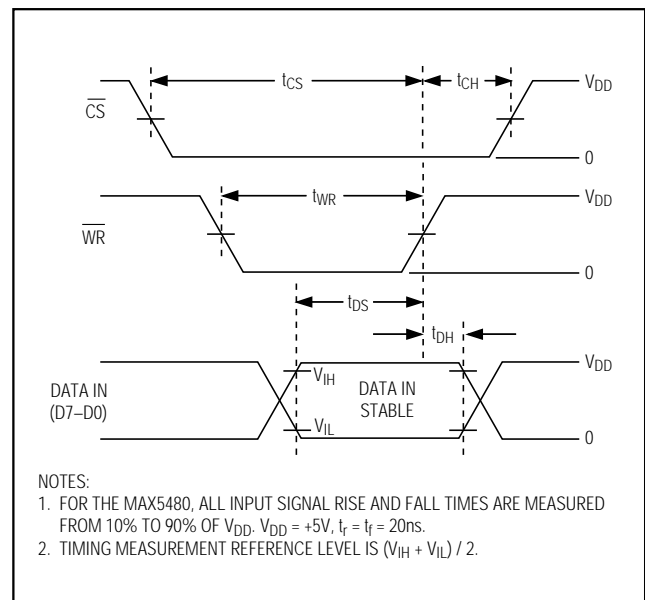 tCS
tCH
VDD
CS
0
tWR
VDD
WR
0
tDS
tDH
VDD
DATA IN
(D7–D0)
VIH
DATA IN
STABLE
VIL
0
NOTES:
1. FOR THE MAX5480, ALL INPUT SIGNAL RISE AND FALL TIMES ARE MEASURED
FROM 10% TO 90% OF VDD. VDD = +5V, tr = tf = 20ns.
2. TIMING MEASUREMENT REFERENCE LEVEL IS (VIH + VIL) / 2.